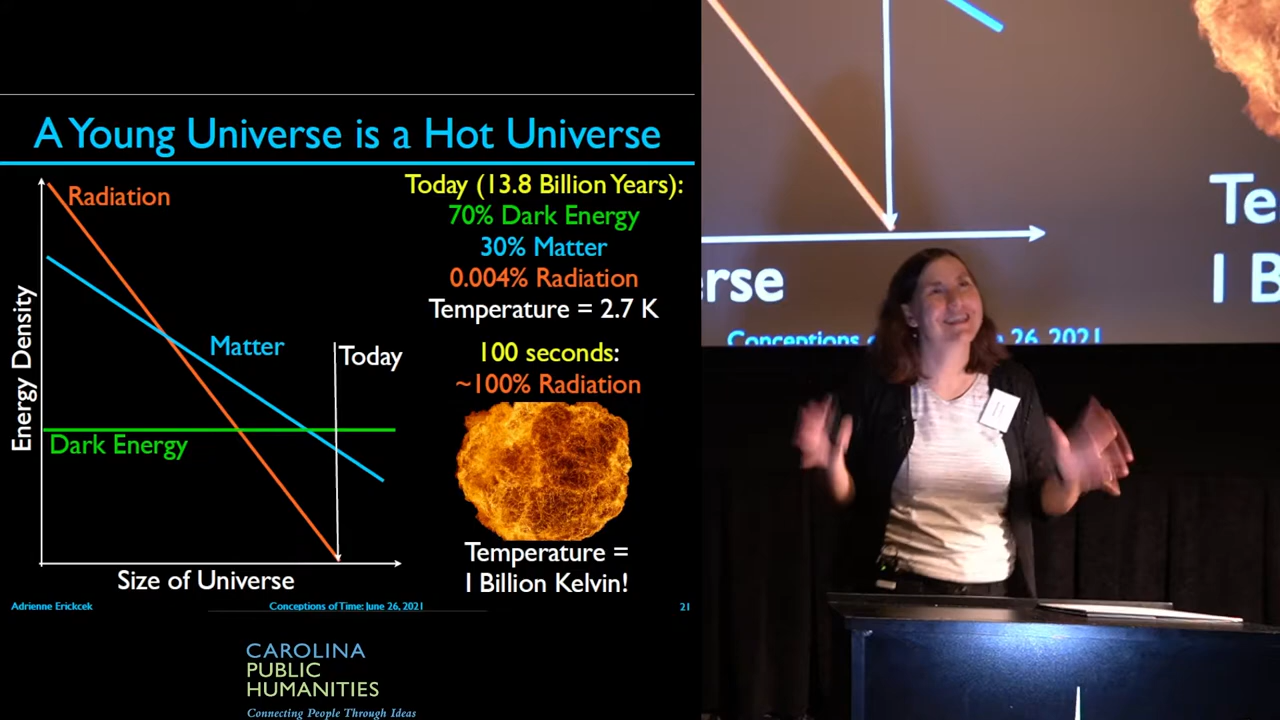 A Young Universe is a Hot Universe
Radiation
Matter
Today
Dark Energy
Energy Density
Size of Universe
Today (13.8 Billion Years):
70% Dark Energy
30% Matter
0.004% Radiation
Temperature = 2.7 K
100 seconds:
~100% Radiation
Temperature =
1 Billion Kelvin!
Adrienne Erickcek
Conceptions of Time: June 26, 2021
21
CAROLINA
PUBLIC
HUMANITIES
Connecting People Through Ideas
erse
Te
1 B
Conceptions
26, 2021